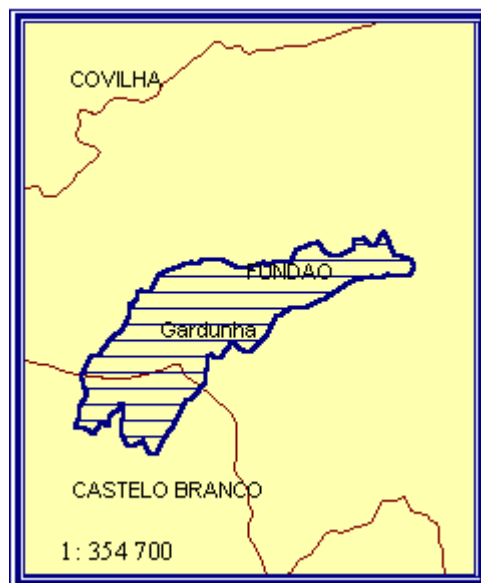 COVILHA
FUNDAO
Gardunha
CASTELO BRANCO
1: 354 700